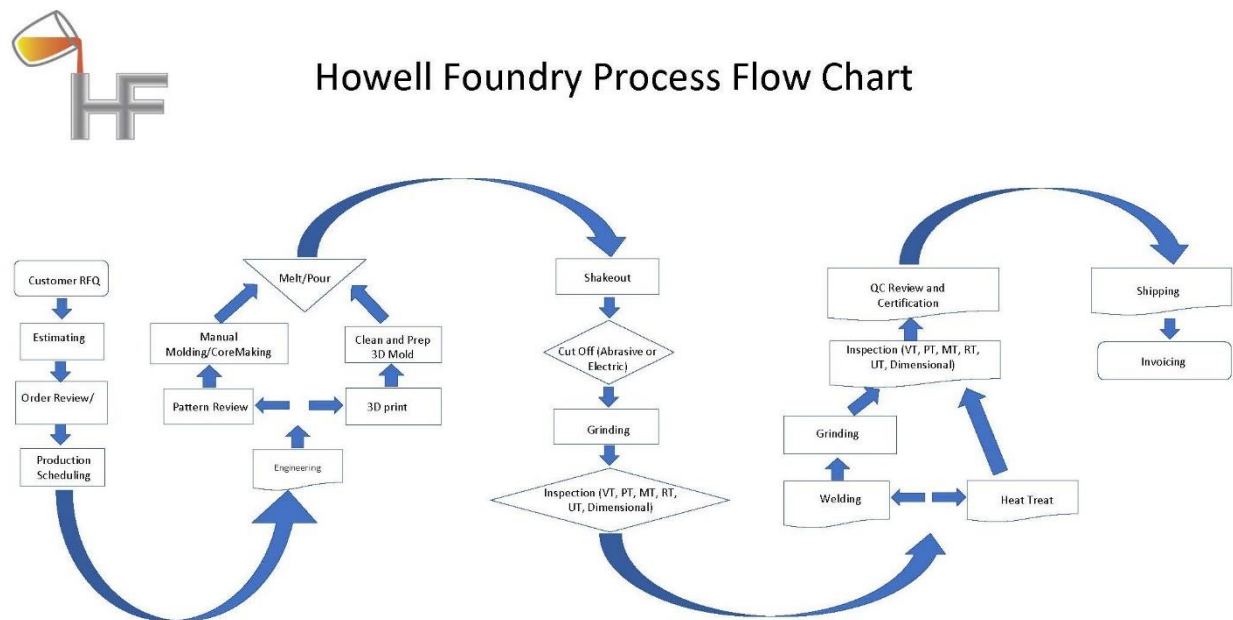 HF
Howell Foundry Process Flow Chart
Customer RFQ
Estimating
Order Review/
Production
Scheduling
Melt/Pour
Manual
Molding/CoreMaking
Clean and Prep
3D Mold
Pattern Review
3D print
Engineering
Shakeout
Cut Off (Abrasive or
Electric)
Grinding
Inspection (VT, PT, MT, RT,
UT, Dimensional)
QC Review and
Certification
Inspection (VT, PT, MT, RT,
UT, Dimensional)
Grinding
Welding
Heat Treat
Shipping
Invoicing